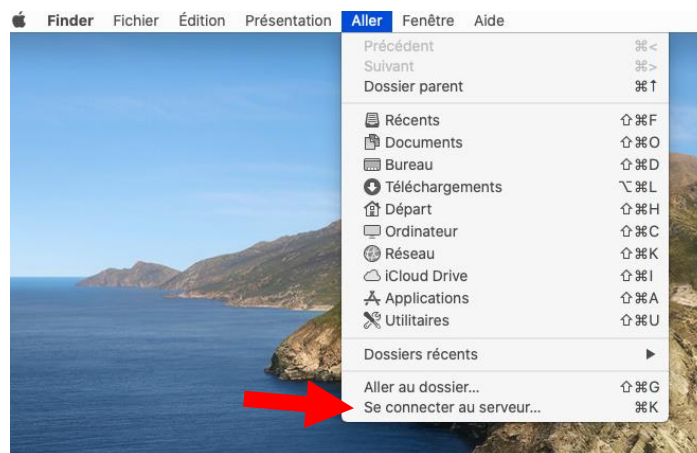 Finder Fichier Édition Présentation Aller Fenêtre Aide
Précédent ⌘<
Suivant ⌘>
Dossier parent ⌘↑
Récents ⇧⌘F
Documents ⇧⌘O
Bureau ⇧⌘D
Téléchargements ⌥⌘L
Départ ⇧⌘H
Ordinateur ⇧⌘C
Réseau ⇧⌘K
iCloud Drive ⇧⌘I
Applications ⇧⌘A
Utilitaires ⇧⌘U
Dossiers récents ▶
Aller au dossier... ⇧⌘G
Se connecter au serveur... ⌘K